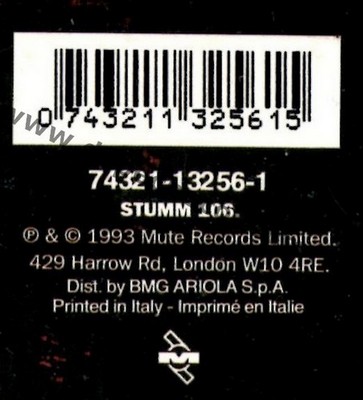 0 743211 325615
74321-13256-1
STUMM 106.
℗ & © 1993 Mute Records Limited.
429 Harrow Rd, London W10 4RE.
Dist. by BMG ARIOLA S.p.A.
Printed in Italy - Imprimé en Italie